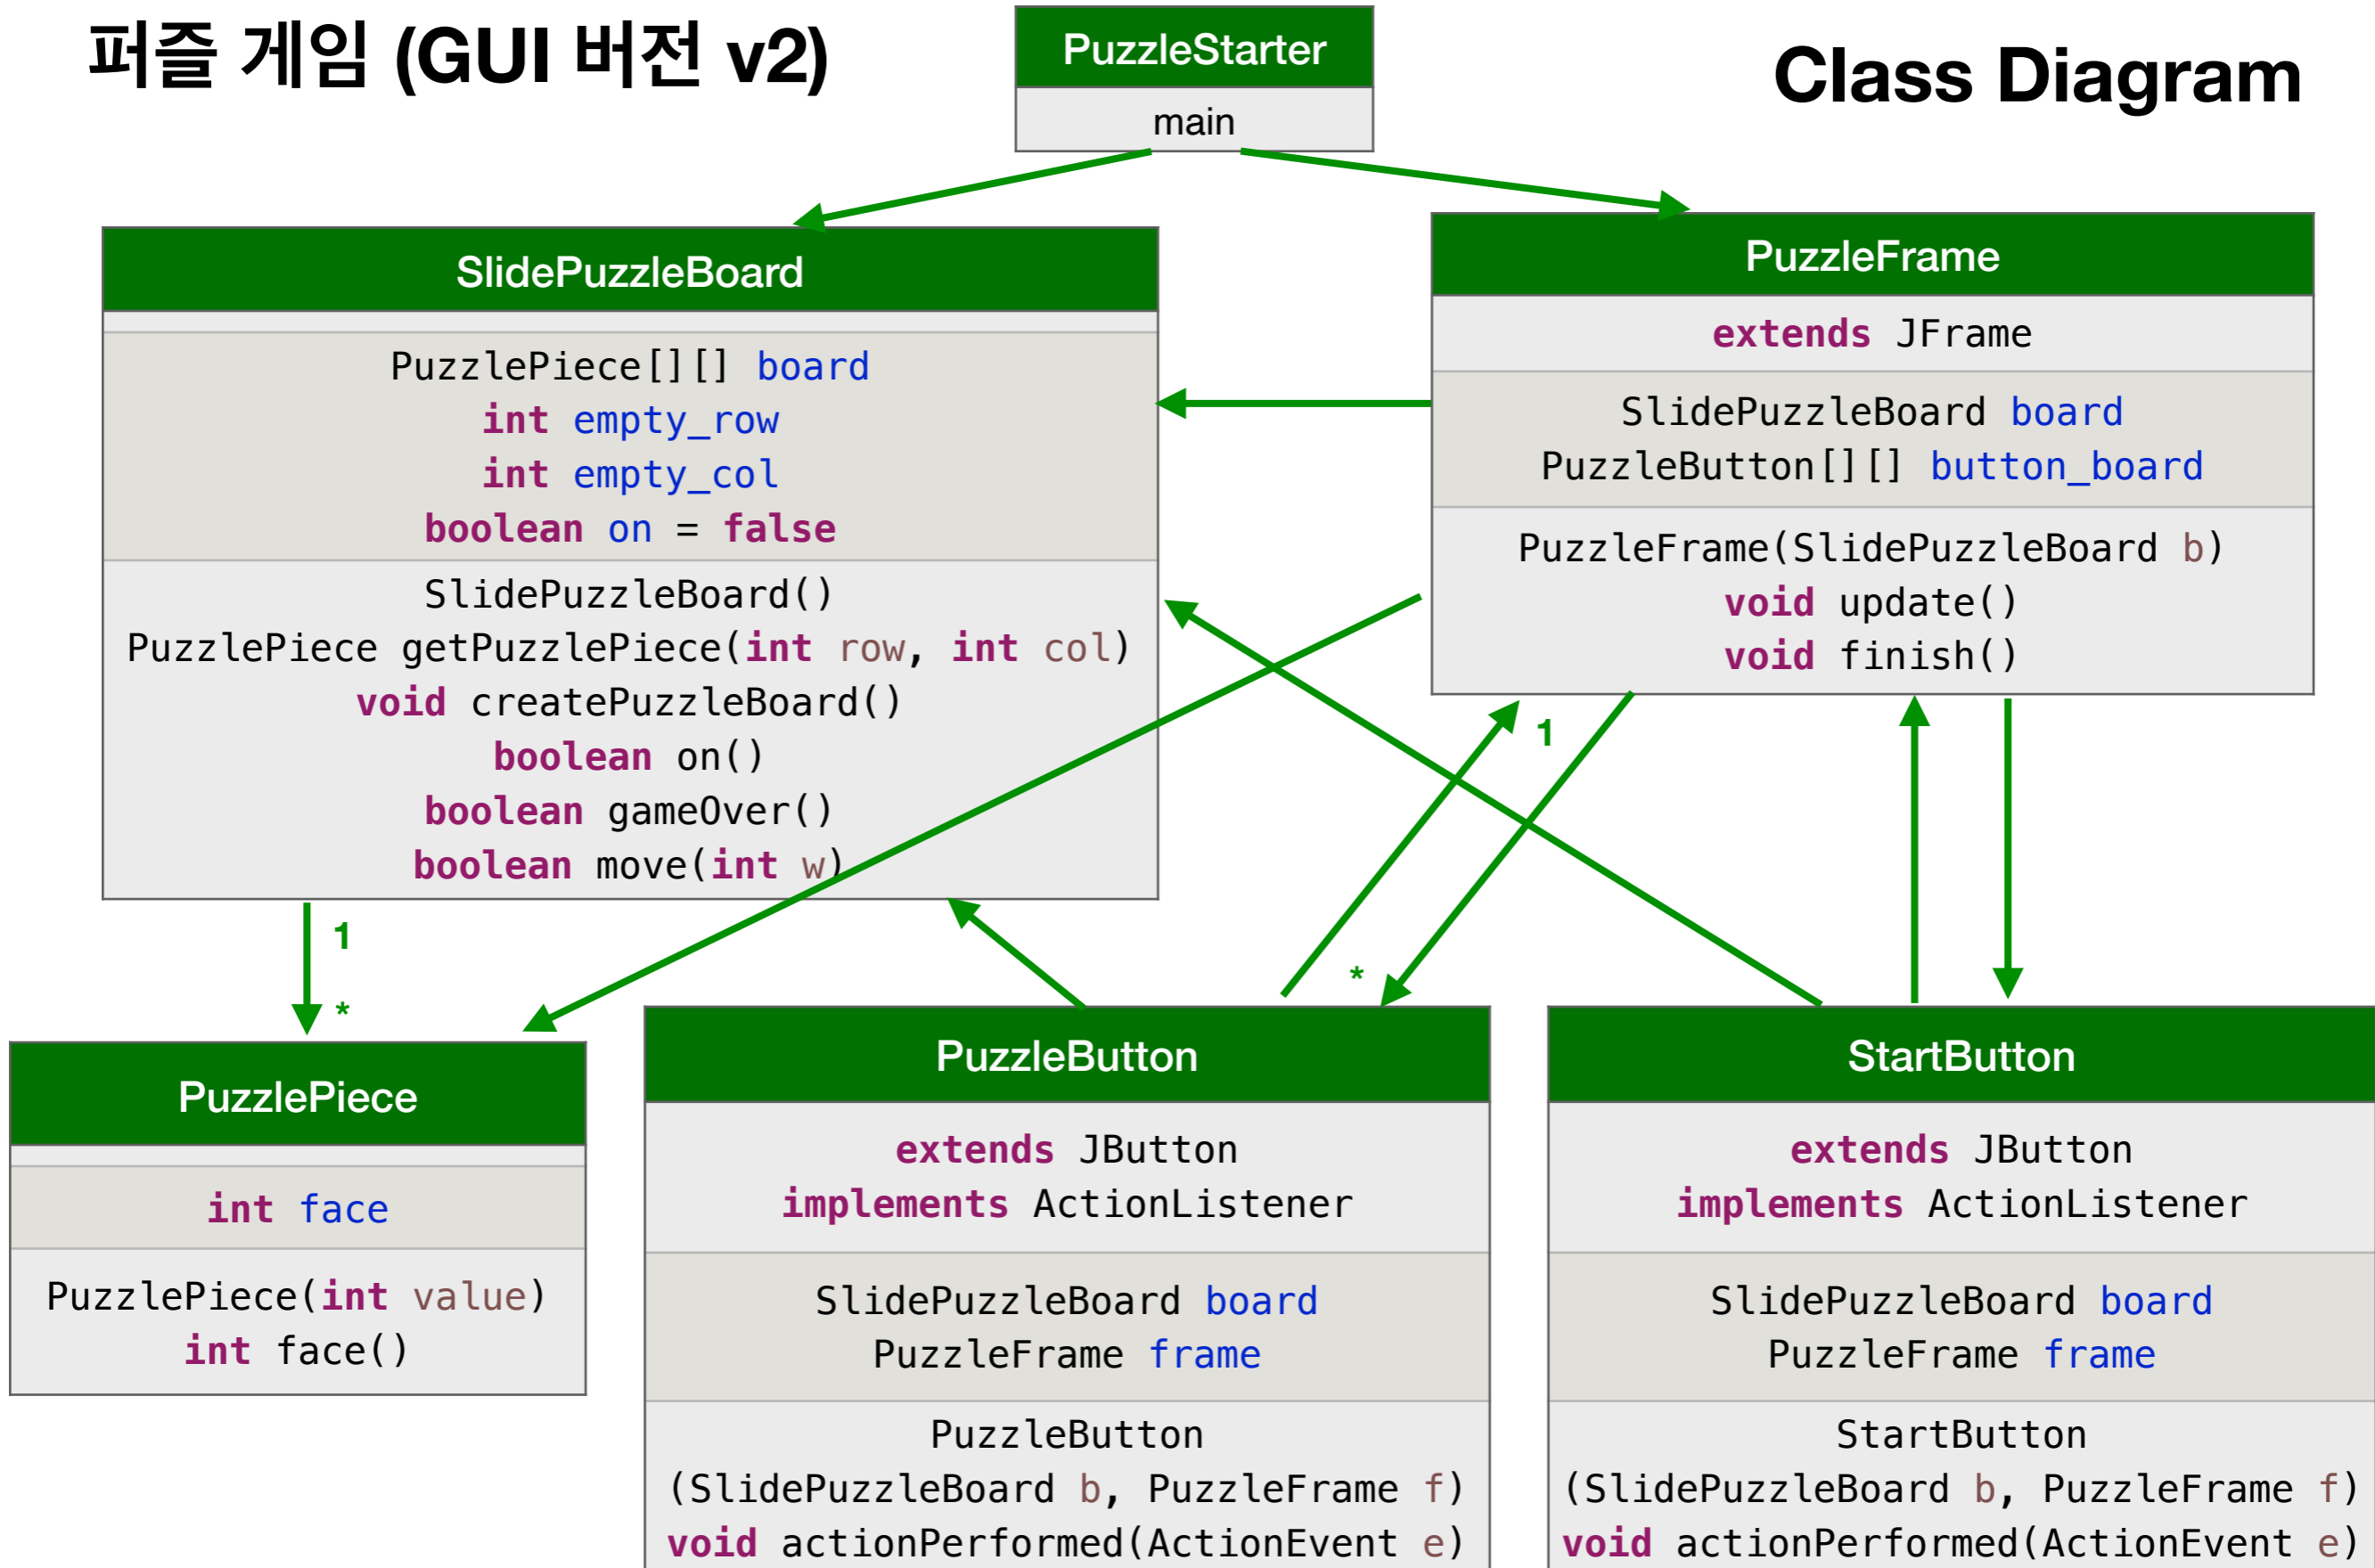 퍼즐 게임 (GUI 버전 v2)
Class Diagram
PuzzleStarter
main
SlidePuzzleBoard
PuzzlePiece[][] board
int empty_row
int empty_col
boolean on = false
SlidePuzzleBoard()
PuzzlePiece getPuzzlePiece(int row, int col)
void createPuzzleBoard()
boolean on()
boolean gameOver()
boolean move(int w)
PuzzleFrame
extends JFrame
SlidePuzzleBoard board
PuzzleButton[][] button_board
PuzzleFrame(SlidePuzzleBoard b)
void update()
void finish()
1
*
1
*
PuzzlePiece
int face
PuzzlePiece(int value)
int face()
PuzzleButton
extends JButton
implements ActionListener
SlidePuzzleBoard board
PuzzleFrame frame
PuzzleButton
(SlidePuzzleBoard b, PuzzleFrame f)
void actionPerformed(ActionEvent e)
StartButton
extends JButton
implements ActionListener
SlidePuzzleBoard board
PuzzleFrame frame
StartButton
(SlidePuzzleBoard b, PuzzleFrame f)
void actionPerformed(ActionEvent e)